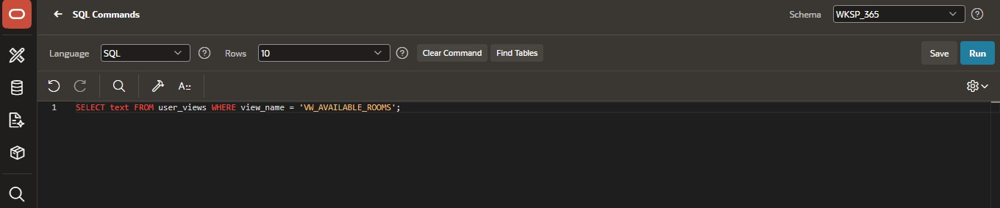 SQL Commands
Schema WKSP_365
Language SQL Rows 10 Clear Command Find Tables Save Run
A
1 SELECT text FROM user_views WHERE view_name = 'VW_AVAILABLE_ROOMS';